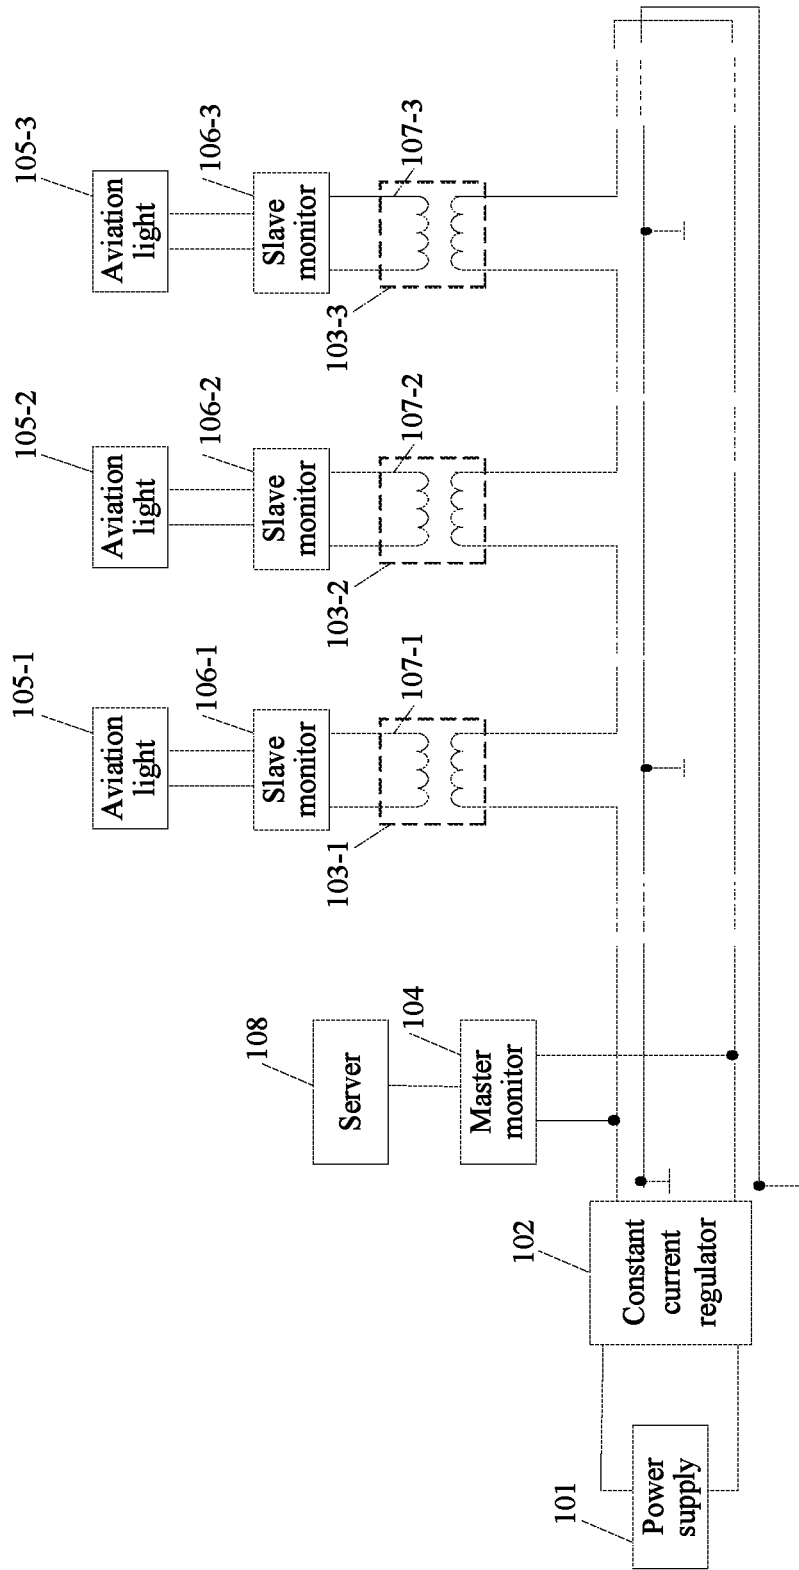 105-1
105-2
105-3
Aviation
light
Aviation
light
Aviation
light
106-1
106-2
106-3
108
Server
Slave
monitor
Slave
monitor
Slave
monitor
103-1
107-1
103-2
107-2
103-3
107-3
104
Master
monitor
101
Power
supply
102
Constant
current
regulator